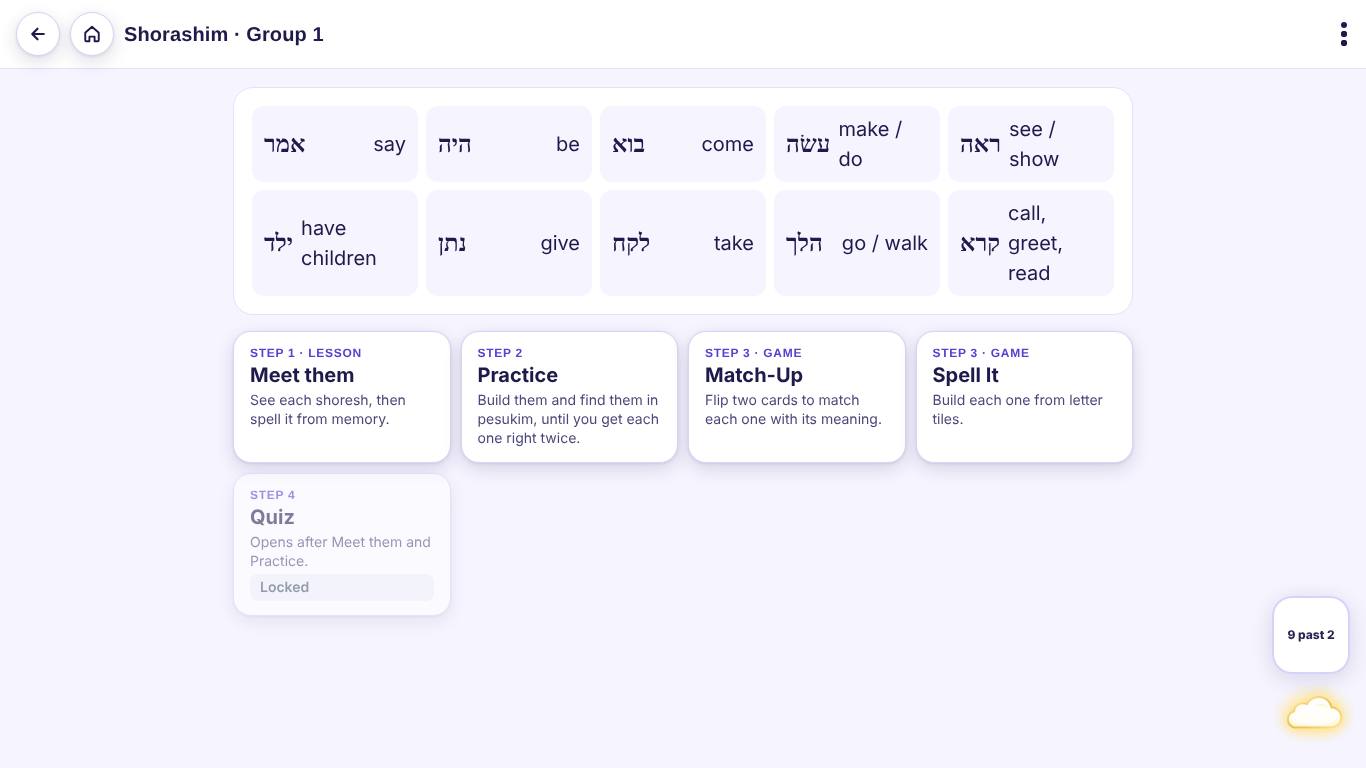 Shorashim · Group 1
אמר say
היה be
בוא come
עשׂה make / do
ראה see / show
ילד have children
נתן give
לקח take
הלך go / walk
קרא call, greet, read
STEP 1 · LESSON
Meet them
See each shoresh, then
spell it from memory.
STEP 2
Practice
Build them and find them in
pesukim, until you get each
one right twice.
STEP 3 · GAME
Match-Up
Flip two cards to match
each one with its meaning.
STEP 3 · GAME
Spell It
Build each one from letter
tiles.
STEP 4
Quiz
Opens after Meet them and
Practice.
Locked
9 past 2